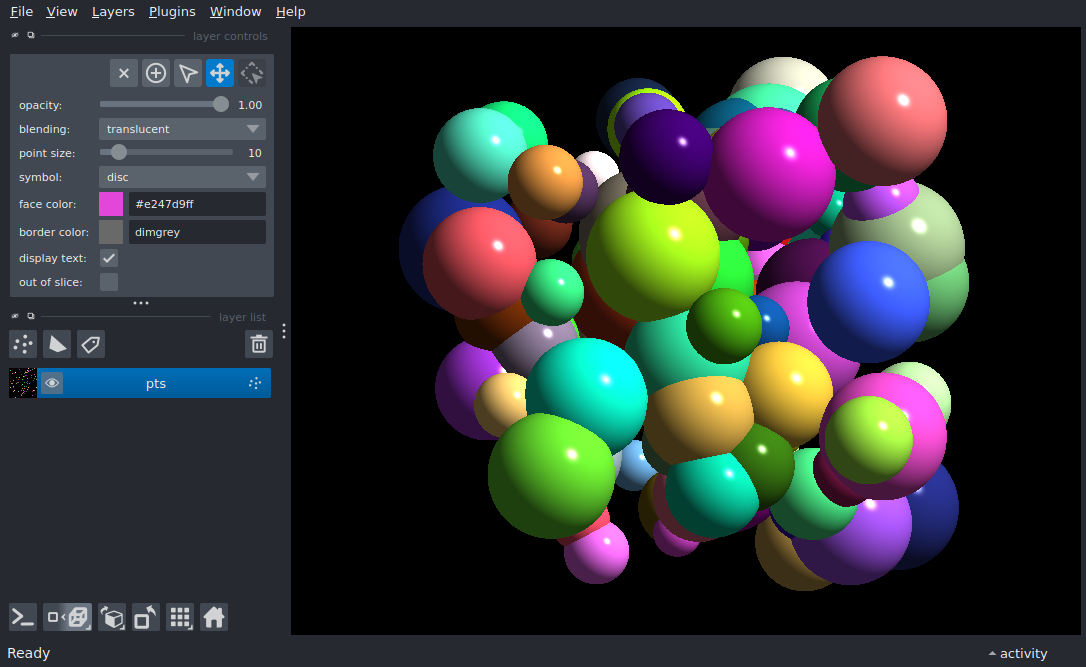 File View Layers Plugins Window Help
layer controls
opacity: 1.00
blending: translucent
point size: 10
symbol: disc
face color: #e247d9ff
border color: dimgrey
display text:
out of slice:
layer list
pts
Ready
activity